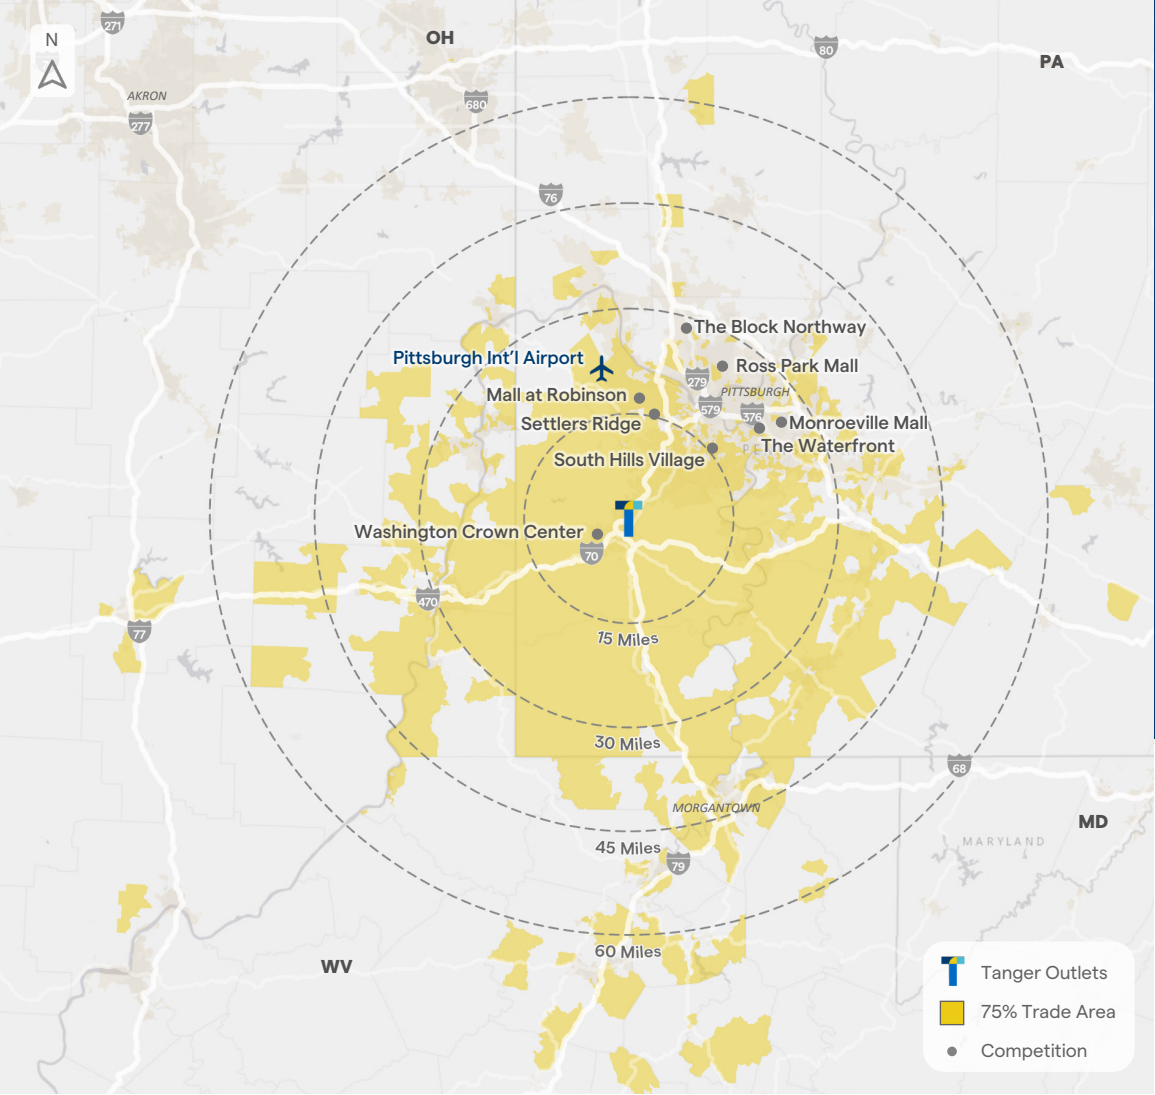 271
N
OH
80
PA
AKRON
680
277
76
The Block Northway
Pittsburgh Int'l Airport
Ross Park Mall
279
PITTSBURGH
Mall at Robinson
579
376
Settlers Ridge
Monroeville Mall
The Waterfront
South Hills Village
Washington Crown Center
70
470
77
15 Miles
30 Miles
68
MORGANTOWN
MD
MARYLAND
45 Miles
79
60 Miles
WV
Tanger Outlets
75% Trade Area
Competition